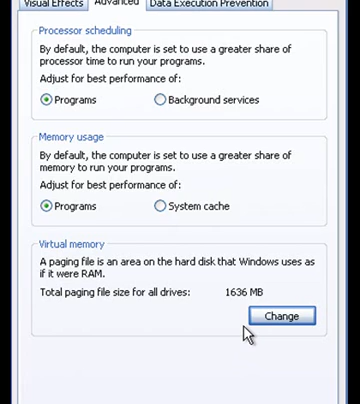 Visual Effects Advanced Data Execution Prevention
Processor scheduling
By default, the computer is set to use a greater share of
processor time to run your programs.
Adjust for best performance of:
Programs Background services
Memory usage
By default, the computer is set to use a greater share of
memory to run your programs.
Adjust for best performance of:
Programs System cache
Virtual memory
A paging file is an area on the hard disk that Windows uses as
if it were RAM.
Total paging file size for all drives: 1636 MB
Change